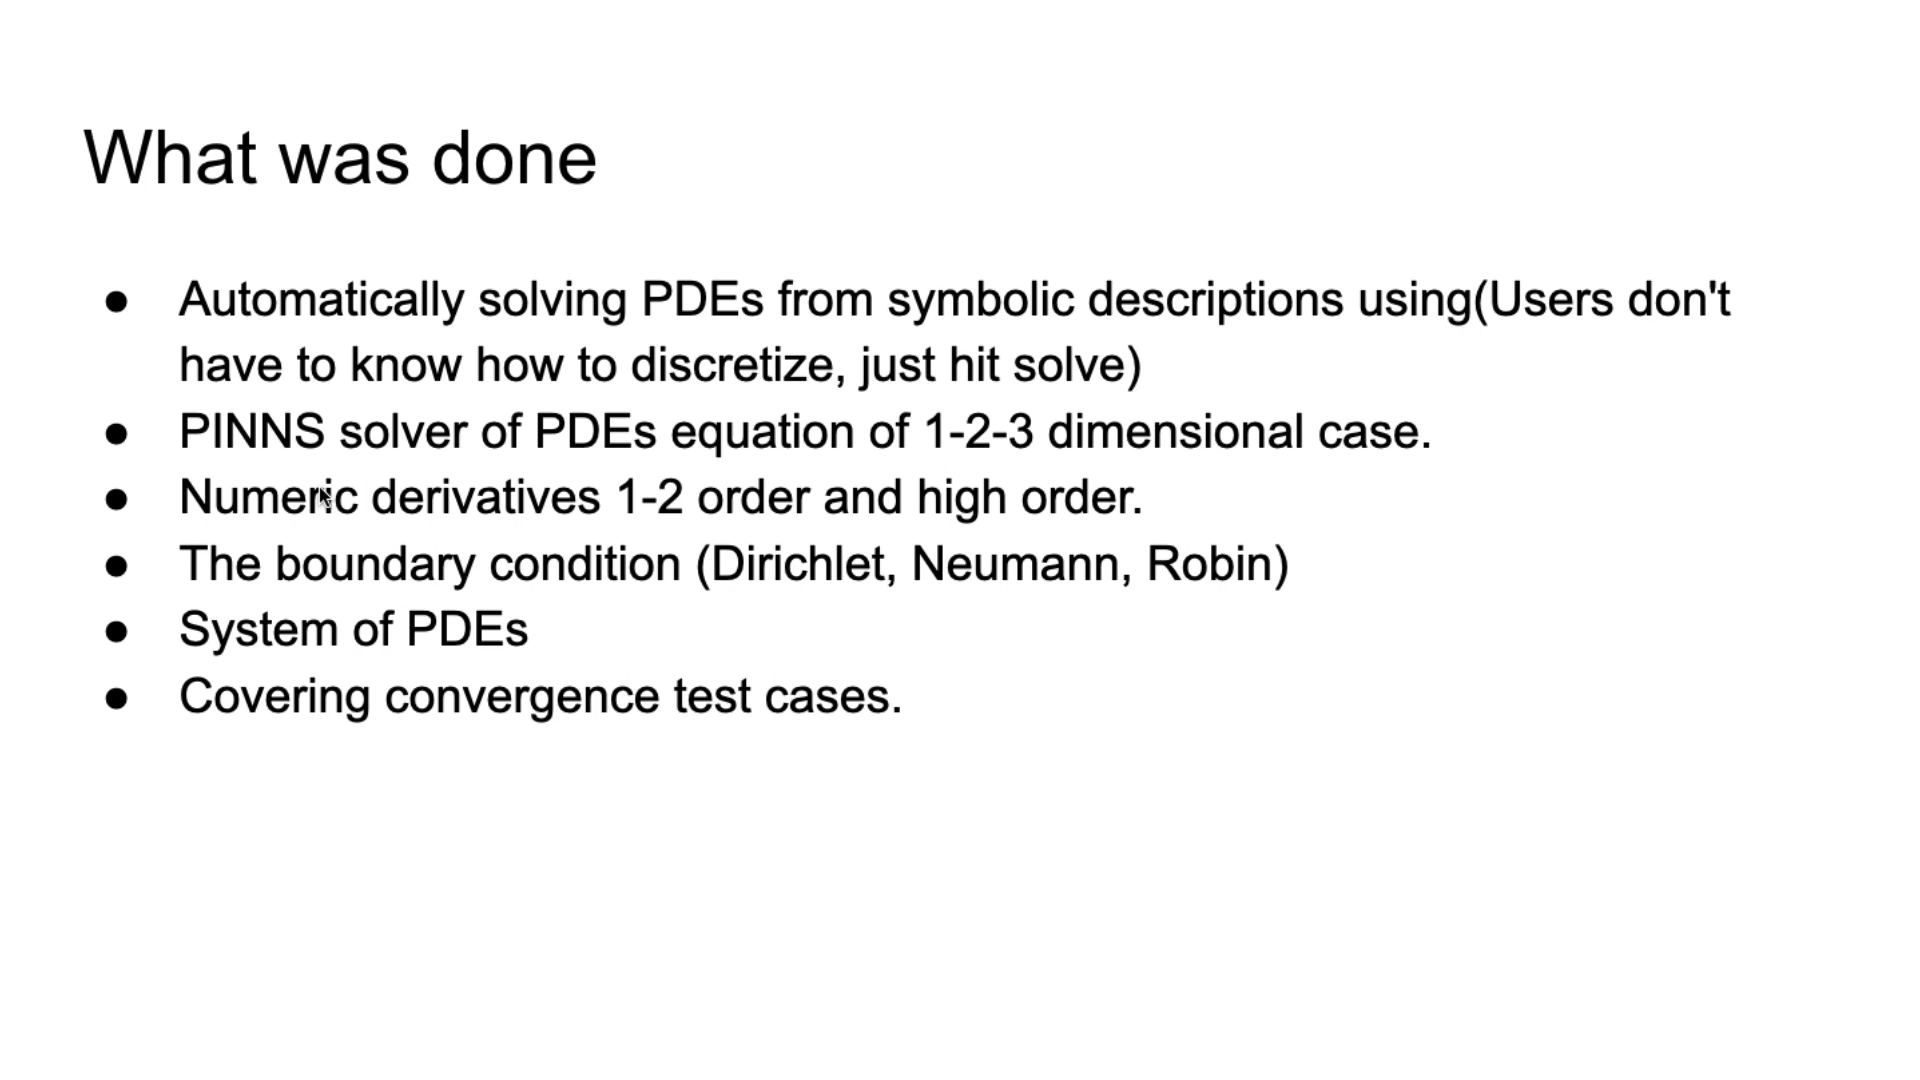 What was done
● Automatically solving PDEs from symbolic descriptions using(Users don't
have to know how to discretize, just hit solve)
● PINNS solver of PDEs equation of 1-2-3 dimensional case.
● Numeric derivatives 1-2 order and high order.
● The boundary condition (Dirichlet, Neumann, Robin)
● System of PDEs
● Covering convergence test cases.